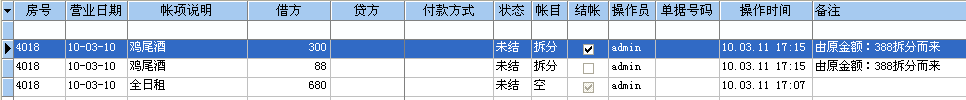 房号 营业日期 帐项说明 借方 贷方 付款方式 状态 帐目 结帐 操作员 单据号码 操作时间 备注
4018 10-03-10 鸡尾酒 300 未结 拆分 admin 10.03.11 17:15 由原金额：388拆分而来
4018 10-03-10 鸡尾酒 88 未结 拆分 admin 10.03.11 17:15 由原金额：388拆分而来
4018 10-03-10 全日租 680 未结 空 admin 10.03.11 17:07